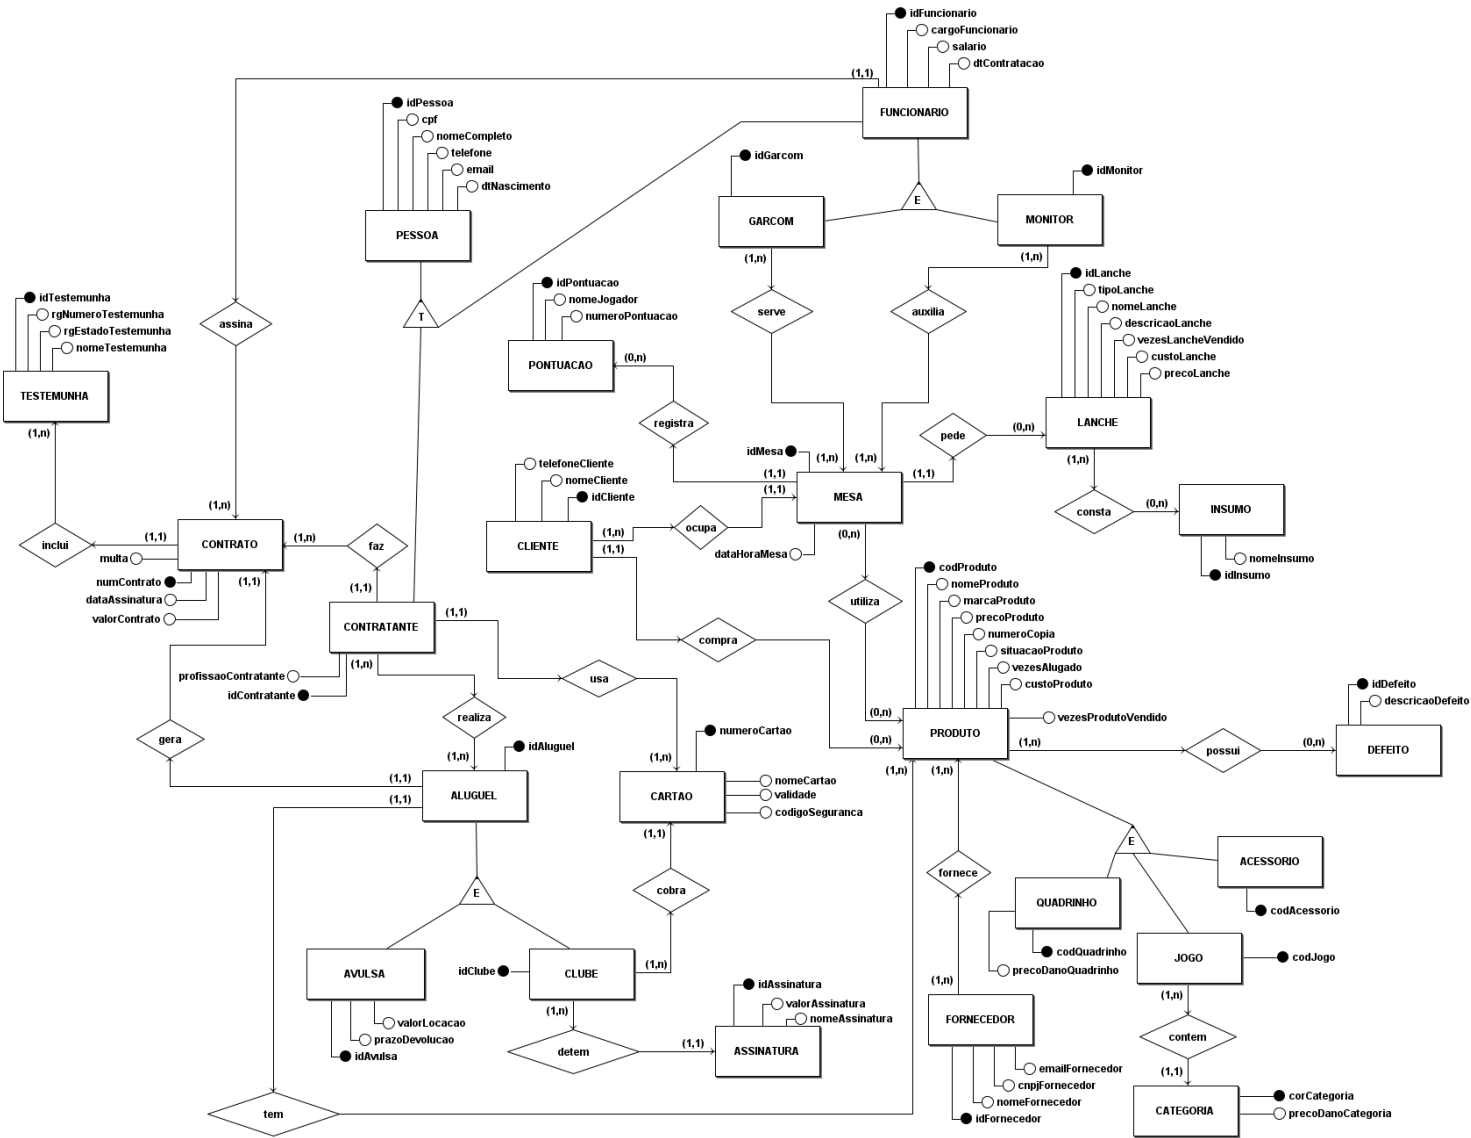 idFuncionario
cargoFuncionario
salario
dtContratacao
(1,1)
FUNCIONARIO
idPessoa
cpf
nomeCompleto
telefone
email
dtNascimento
PESSOA
idGarcom
GARCOM
E
idMonitor
MONITOR
(1,n)
(1,n)
idTestemunha
rgNumeroTestemunha
rgEstadoTestemunha
nomeTestemunha
TESTEMUNHA
(1,n)
assina
T
idPontuacao
nomeJogador
numeroPontuacao
PONTUACAO
(0,n)
serve
auxilia
idLanche
tipoLanche
nomeLanche
descricaoLanche
vezesLancheVendido
custoLanche
precoLanche
LANCHE
(0,n)
(1,n)
registra
pede
idMesa
(1,n)
(1,n)
(1,1)
(1,1)
(1,1)
MESA
(0,n)
dataHoraMesa
telefoneCliente
nomeCliente
idCliente
CLIENTE
(1,n)
(1,1)
ocupa
consta
(0,n)
INSUMO
nomeInsumo
idInsumo
(1,n)
inclui
(1,1)
CONTRATO
(1,n)
faz
multa
numContrato
dataAssinatura
valorContrato
(1,1)
(1,1)
CONTRATANTE
(1,1)
(1,n)
profissaoContratante
idContratante
utiliza
compra
codProduto
nomeProduto
marcaProduto
precoProduto
numeroCopia
situacaoProduto
vezesAlugado
custoProduto
vezesProdutoVendido
(0,n)
PRODUTO
(0,n)
(1,n)
(1,n)
(1,n)
usa
realiza
gera
idDefeito
descricaoDefeito
possui
(0,n)
DEFEITO
(1,n)
idAluguel
(1,1)
(1,1)
ALUGUEL
(1,n)
numeroCartao
CARTAO
nomeCartao
validade
codigoSeguranca
(1,1)
E
cobra
fornece
E
ACESSORIO
codAcessorio
QUADRINHO
codQuadrinho
precoDanoQuadrinho
JOGO
codJogo
(1,n)
AVULSA
valorLocacao
prazoDevolucao
idAvulsa
idClube
CLUBE
(1,n)
(1,n)
detem
(1,1)
idAssinatura
valorAssinatura
nomeAssinatura
ASSINATURA
(1,n)
FORNECEDOR
emailFornecedor
cnpjFornecedor
nomeFornecedor
idFornecedor
contem
(1,1)
CATEGORIA
corCategoria
precoDanoCategoria
tem